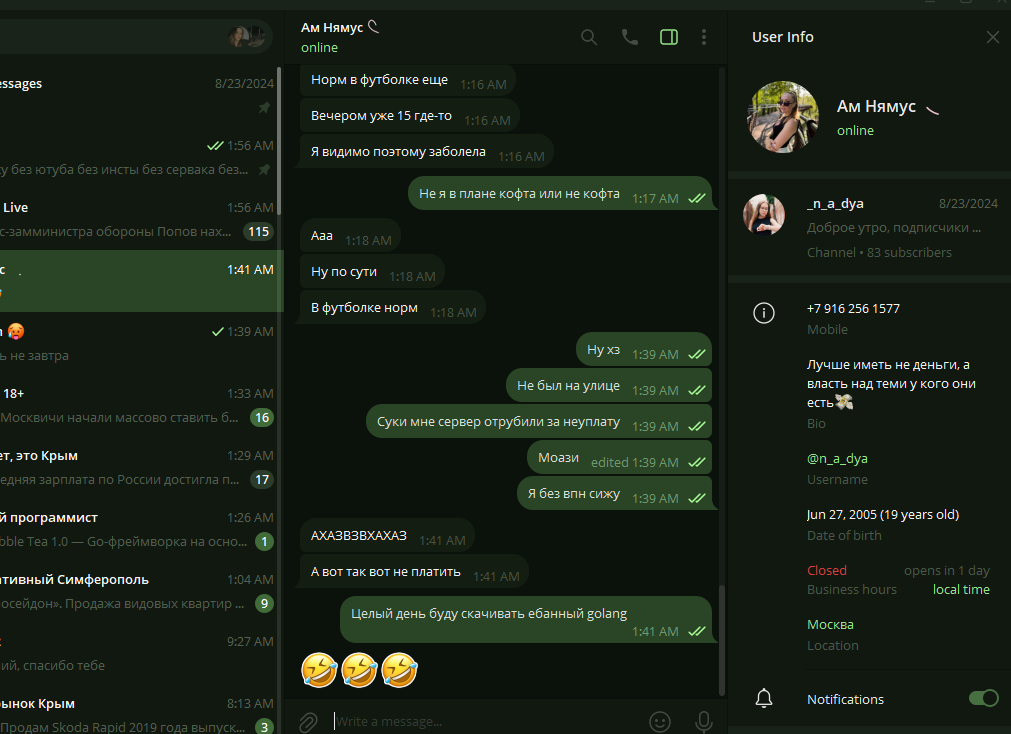 essages
8/23/2024
1:56 AM
у без ютуба без инсты без сервака без...
Live
1:56 AM
с-замминистра обороны Попов нах...
115
с .
1:41 AM
1:39 AM
ь не завтра
18+
1:33 AM
Москвичи начали массово ставить б...
16
ет, это Крым
1:29 AM
едняя зарплата по России достигла п...
17
й программист
1:26 AM
bble Tea 1.0 — Go-фреймворка на осно...
1
ативный Симферополь
1:04 AM
осейдон». Продажа видовых квартир ...
9
9:27 AM
ий, спасибо тебе
ынок Крым
8:13 AM
Продам Skoda Rapid 2019 года выпуск...
3
Ам Нямус
online
Норм в футболке еще 1:16 AM
Вечером уже 15 где-то 1:16 AM
Я видимо поэтому заболела 1:16 AM
Не я в плане кофта или не кофта 1:17 AM
Ааа 1:18 AM
Ну по сути 1:18 AM
В футболке норм 1:18 AM
Ну хз 1:39 AM
Не был на улице 1:39 AM
Суки мне сервер отрубили за неуплату 1:39 AM
Моази edited 1:39 AM
Я без впн сижу 1:39 AM
АХАЗВЗВХАХАЗ 1:41 AM
А вот так вот не платить 1:41 AM
Целый день буду скачивать ебанный golang
1:41 AM
🤣🤣🤣
Write a message...
User Info
Ам Нямус
online
_n_a_dya
8/23/2024
Доброе утро, подписчики ...
Channel • 83 subscribers
+7 916 256 1577
Mobile
Лучше иметь не деньги, а
власть над теми у кого они
есть💸
Bio
@n_a_dya
Username
Jun 27, 2005 (19 years old)
Date of birth
Closed
opens in 1 day
Business hours
local time
Москва
Location
Notifications